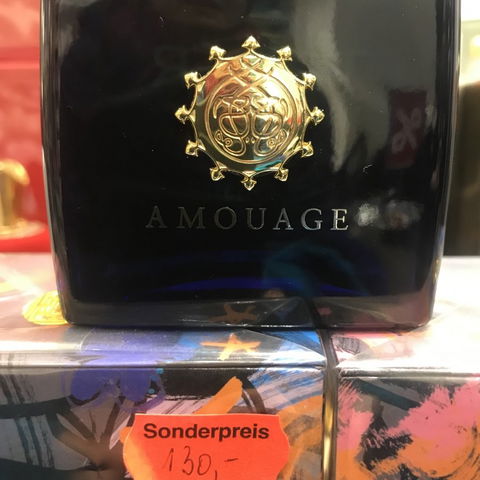 AMOUAGE
Sonderpreis
130,-